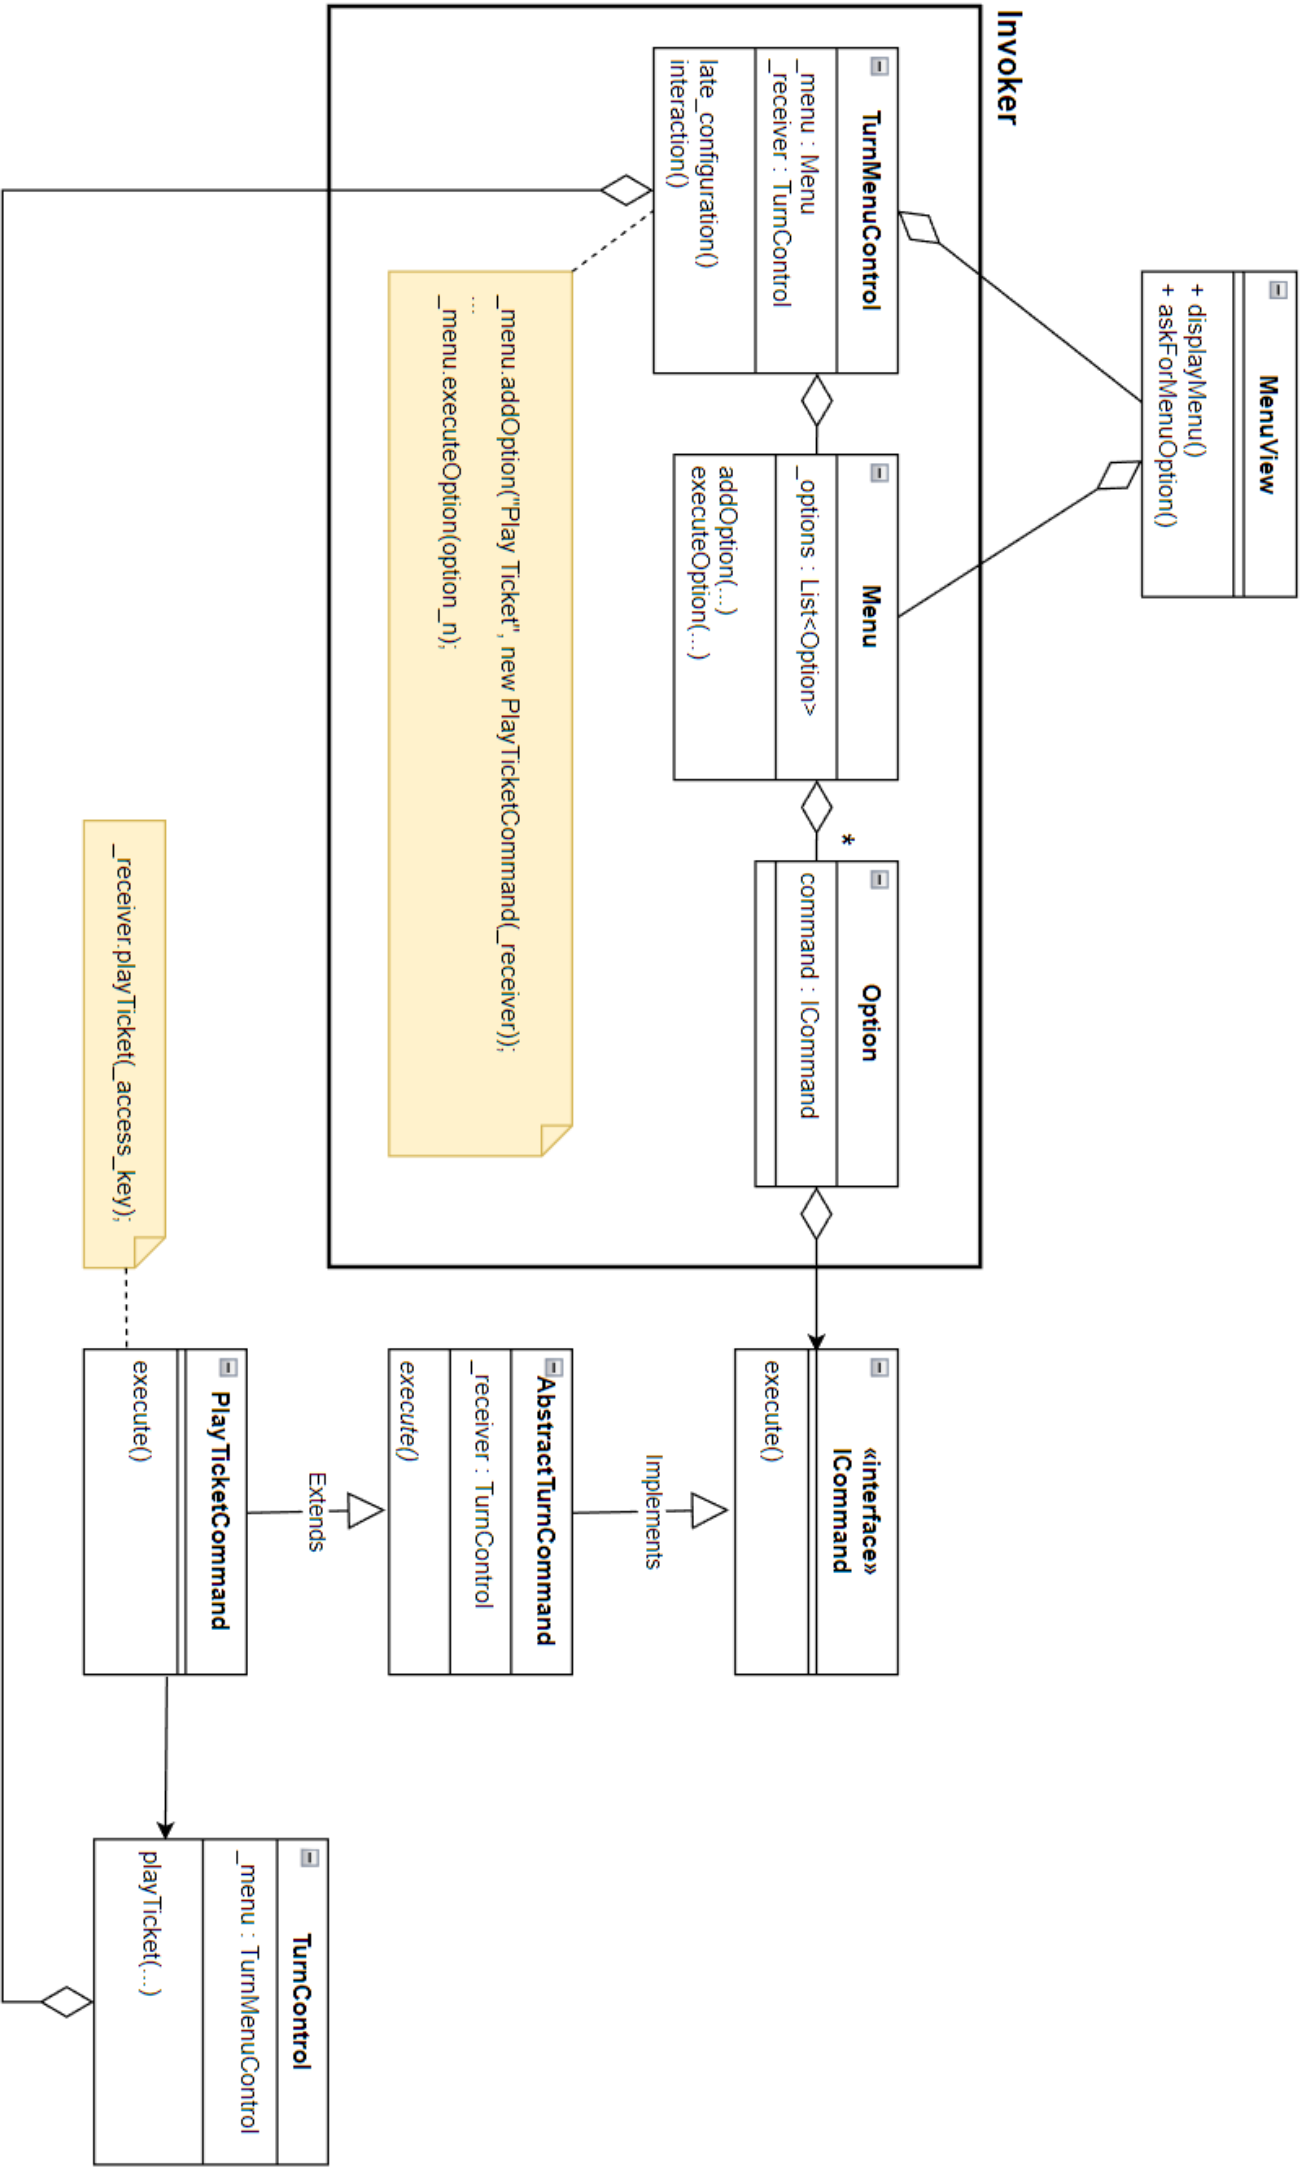 MenuView
+ displayMenu()
+ askForMenuOption()
Invoker
TurnMenuControl
_menu : Menu
_receiver : TurnControl
late_configuration()
interaction()
Menu
_options : List<Option>
addOption(...)
executeOption(...)
*
Option
command : ICommand
«interface»
ICommand
execute()
_menu.addOption("Play Ticket", new PlayTicketCommand(_receiver));
...
_menu.executeOption(option_n);
Implements
AbstractTurnCommand
_receiver : TurnControl
execute()
Extends
_receiver.playTicket(_access_key);
PlayTicketCommand
execute()
TurnControl
_menu : TurnMenuControl
playTicket(...)